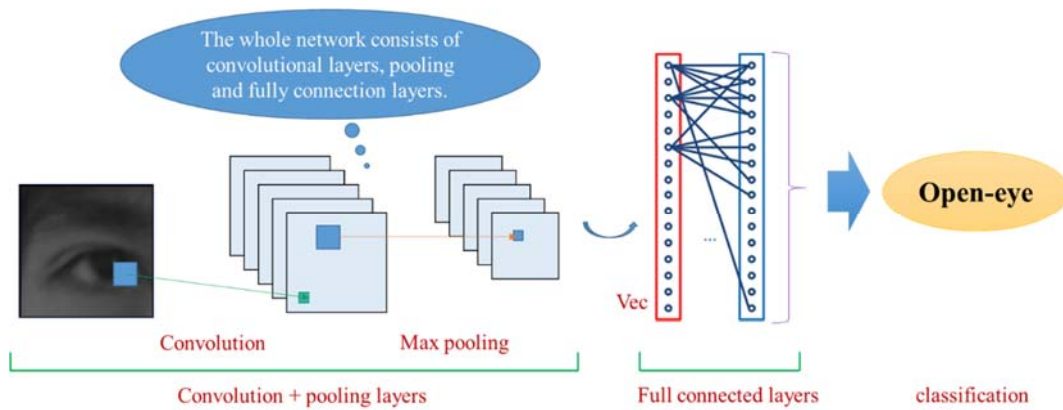 The whole network consists of
convolutional layers, pooling
and fully connection layers.
Open-eye
...
Vec
Convolution
Max pooling
Convolution + pooling layers
Full connected layers
classification